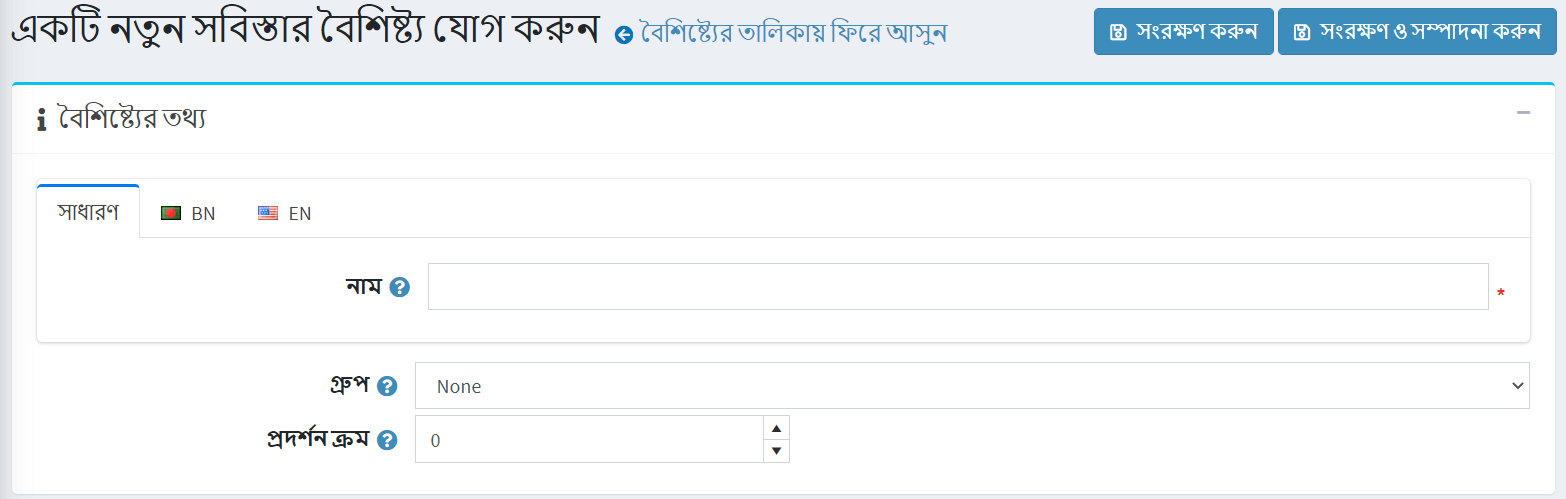 একটি নতুন সবিস্তার বৈশিষ্ট্য যোগ করুন বৈশিষ্ট্যের তালিকায় ফিরে আসুন সংরক্ষণ করুন সংরক্ষণ ও সম্পাদনা করুন
বৈশিষ্ট্যের তথ্য
সাধারণ BN EN
নাম *
গ্রুপ None
প্রদর্শন ক্রম 0